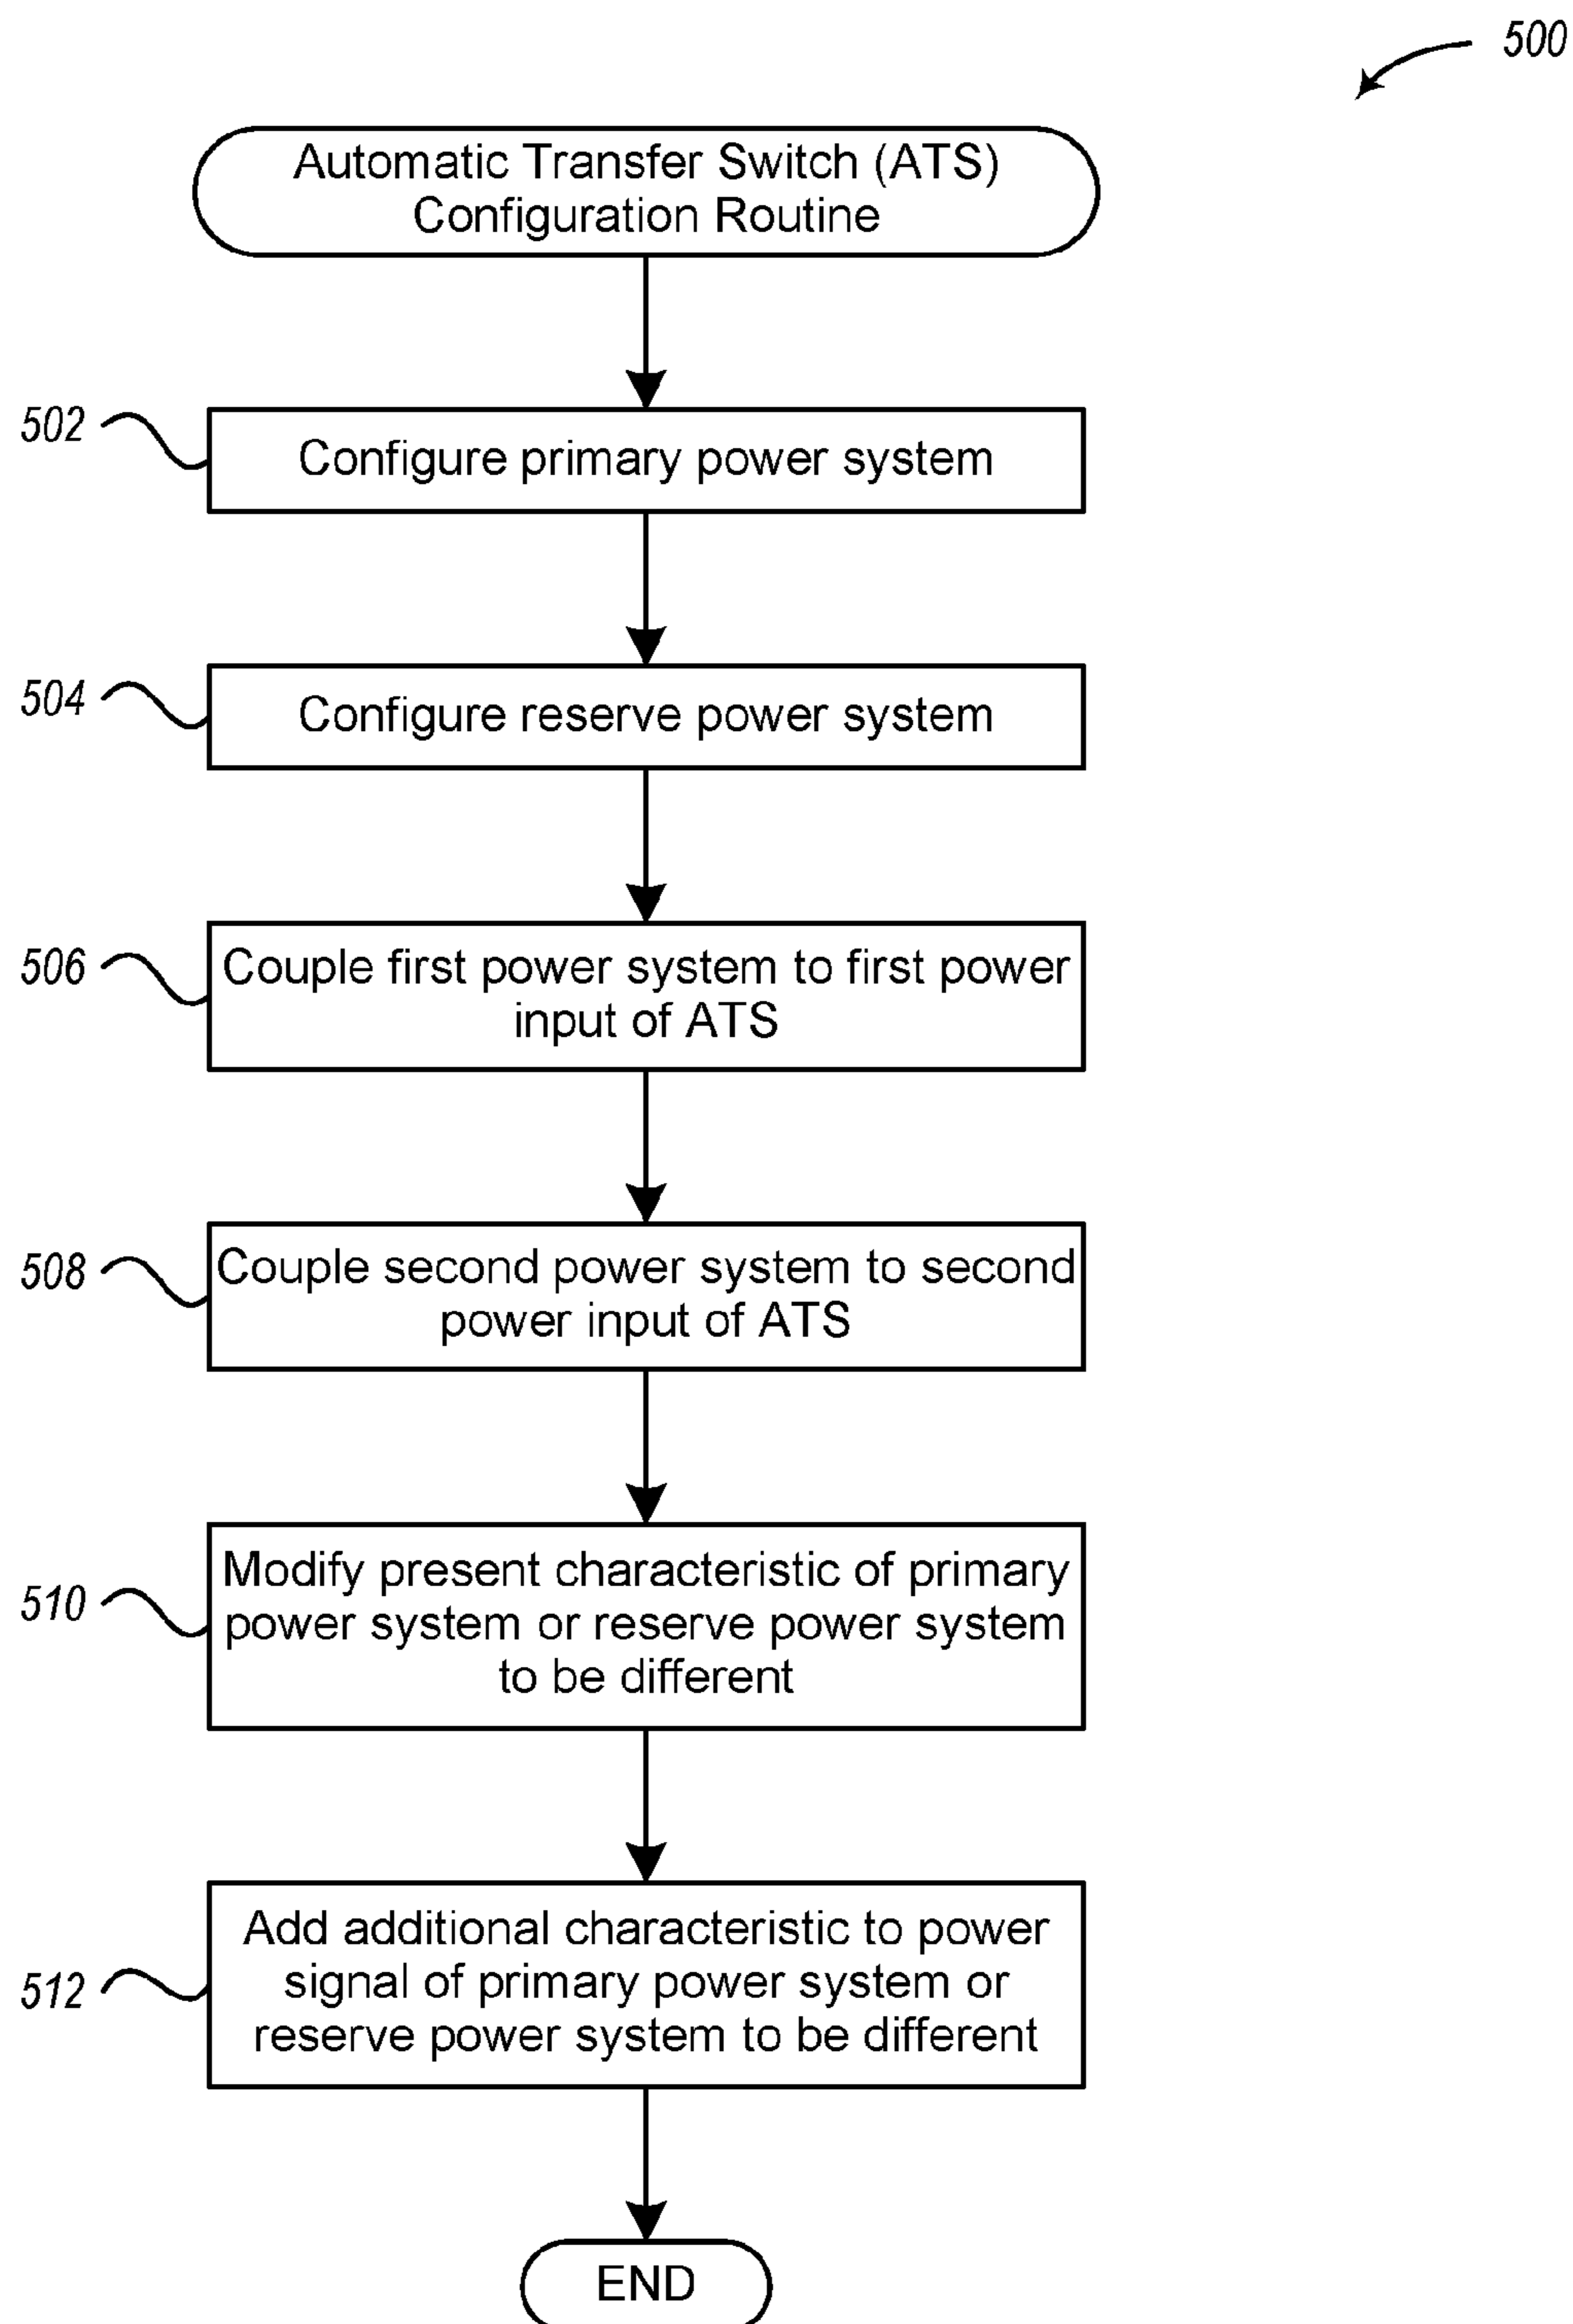 500
Automatic Transfer Switch (ATS)
Configuration Routine
502
Configure primary power system
504
Configure reserve power system
506
Couple first power system to first power
input of ATS
508
Couple second power system to second
power input of ATS
510
Modify present characteristic of primary
power system or reserve power system
to be different
512
Add additional characteristic to power
signal of primary power system or
reserve power system to be different
END